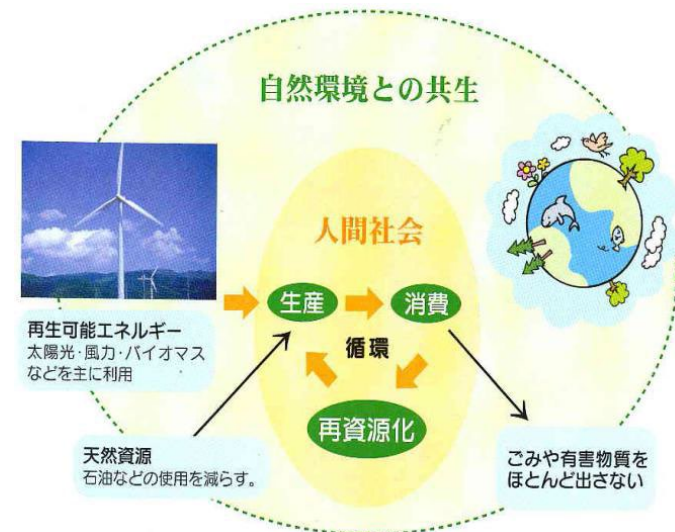 自然環境との共生
人間社会
生産
消費
循環
再資源化
再生可能エネルギー
太陽光・風力・バイオマス
などを主に利用
天然資源
石油などの使用を減らす。
ごみや有害物質を
ほとんど出さない